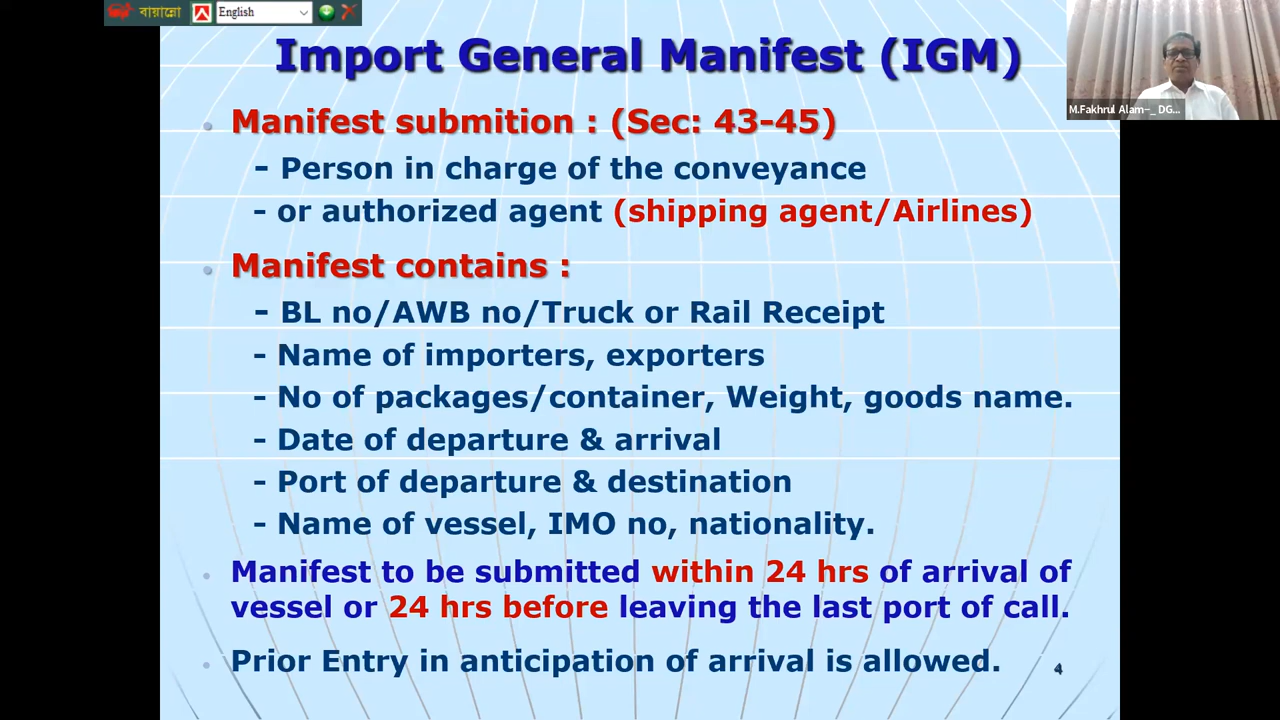 বায়ান্নো English
Import General Manifest (IGM)
M.Fakhrul Alam-_ DG...
Manifest submition : (Sec: 43-45)
- Person in charge of the conveyance
- or authorized agent (shipping agent/Airlines)
Manifest contains :
- BL no/AWB no/Truck or Rail Receipt
- Name of importers, exporters
- No of packages/container, Weight, goods name.
- Date of departure & arrival
- Port of departure & destination
- Name of vessel, IMO no, nationality.
Manifest to be submitted within 24 hrs of arrival of
vessel or 24 hrs before leaving the last port of call.
Prior Entry in anticipation of arrival is allowed.
4